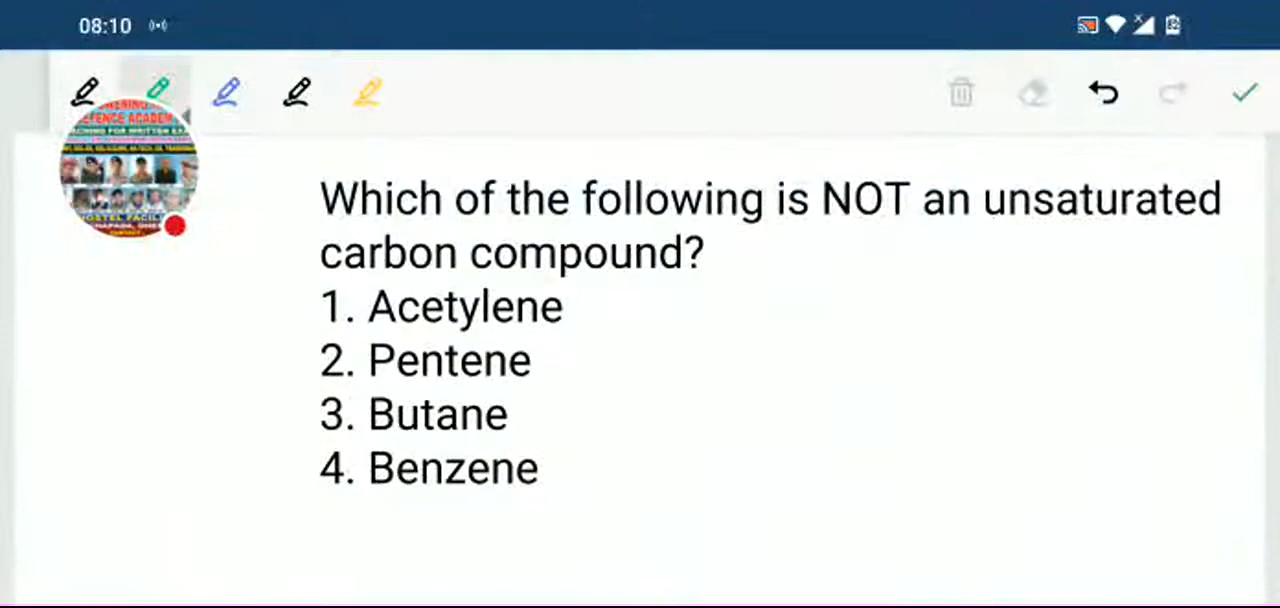 08:10
Which of the following is NOT an unsaturated
carbon compound?
1. Acetylene
2. Pentene
3. Butane
4. Benzene